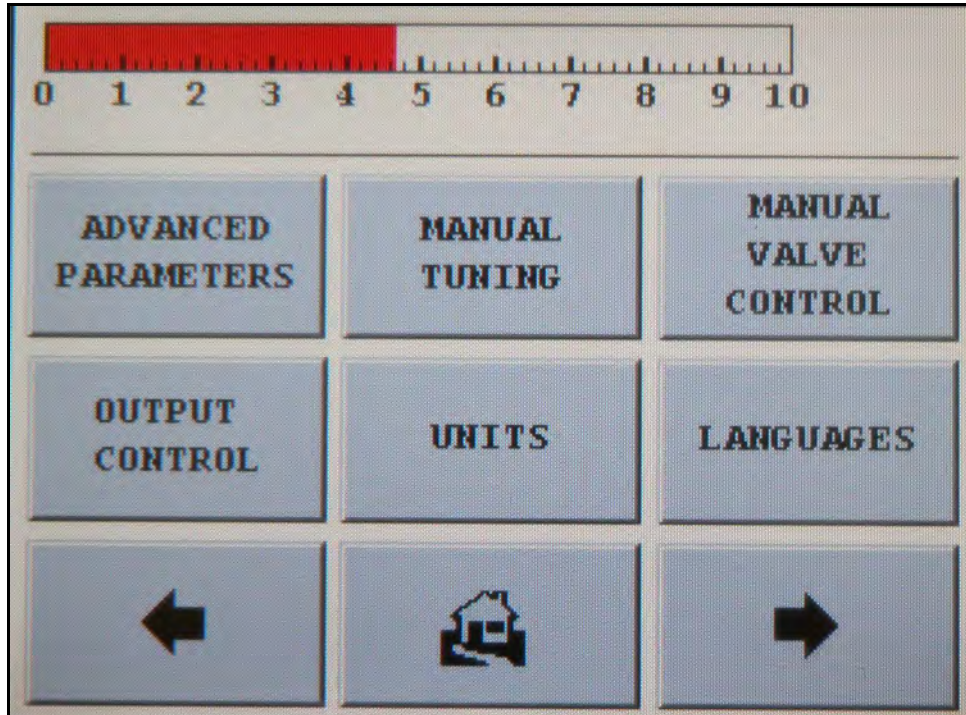 0 1 2 3 4 5 6 7 8 9 10
ADVANCED
PARAMETERS
MANUAL
TUNING
MANUAL
VALVE
CONTROL
OUTPUT
CONTROL
UNITS
LANGUAGES